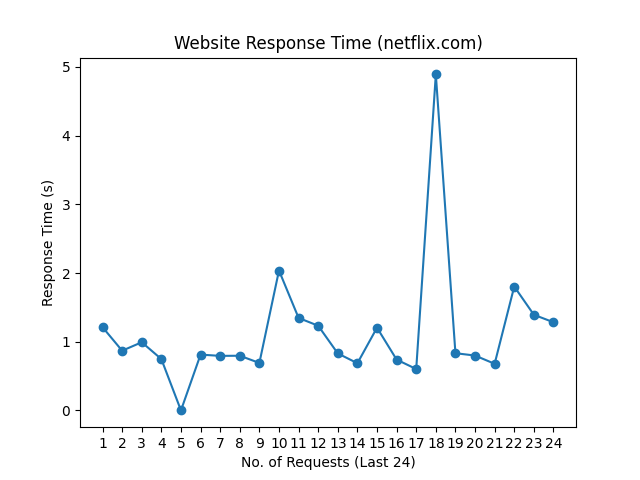 Website Response Time (netflix.com)
Response Time (s)
5
4
3
2
1
0
1 2 3 4 5 6 7 8 9 10 11 12 13 14 15 16 17 18 19 20 21 22 23 24
No. of Requests (Last 24)